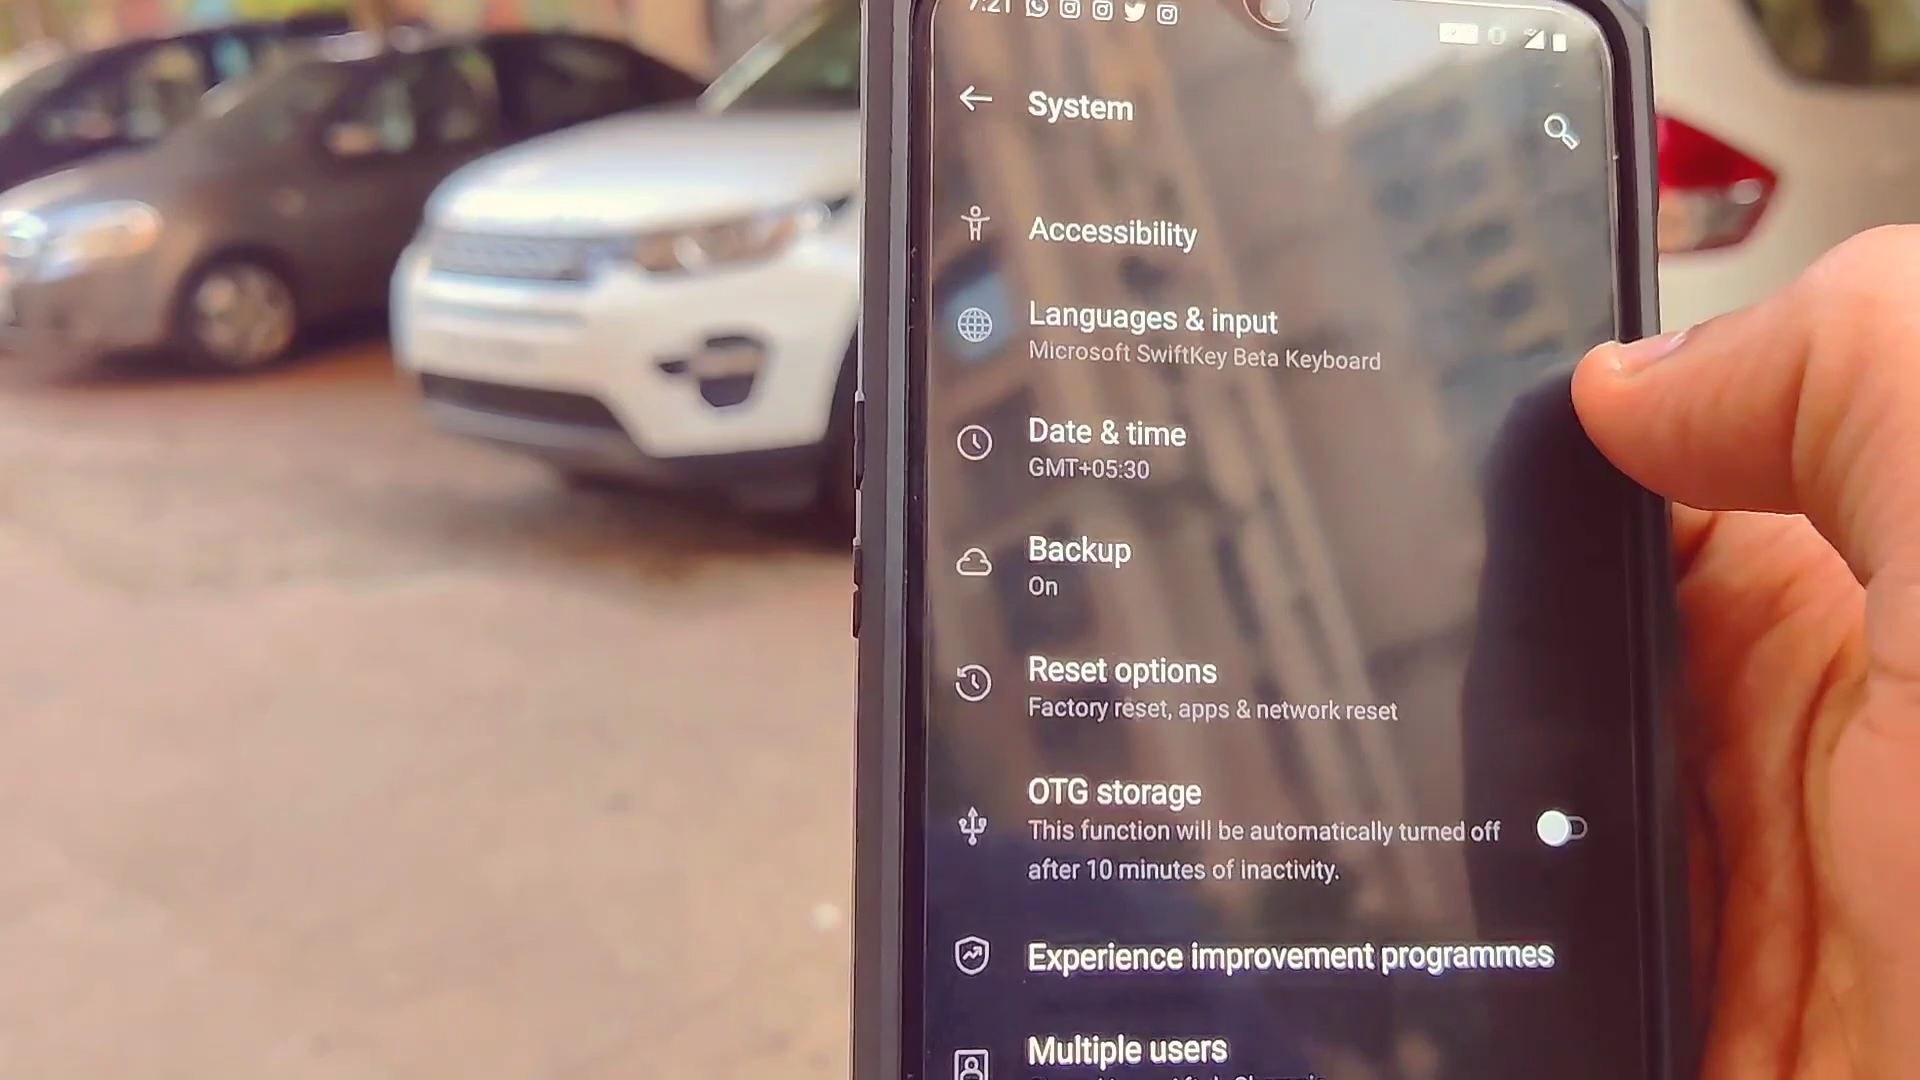 7:21
System
Accessibility
Languages & input
Microsoft SwiftKey Beta Keyboard
Date & time
GMT+05:30
Backup
On
Reset options
Factory reset, apps & network reset
OTG storage
This function will be automatically turned off
after 10 minutes of inactivity.
Experience improvement programmes
Multiple users